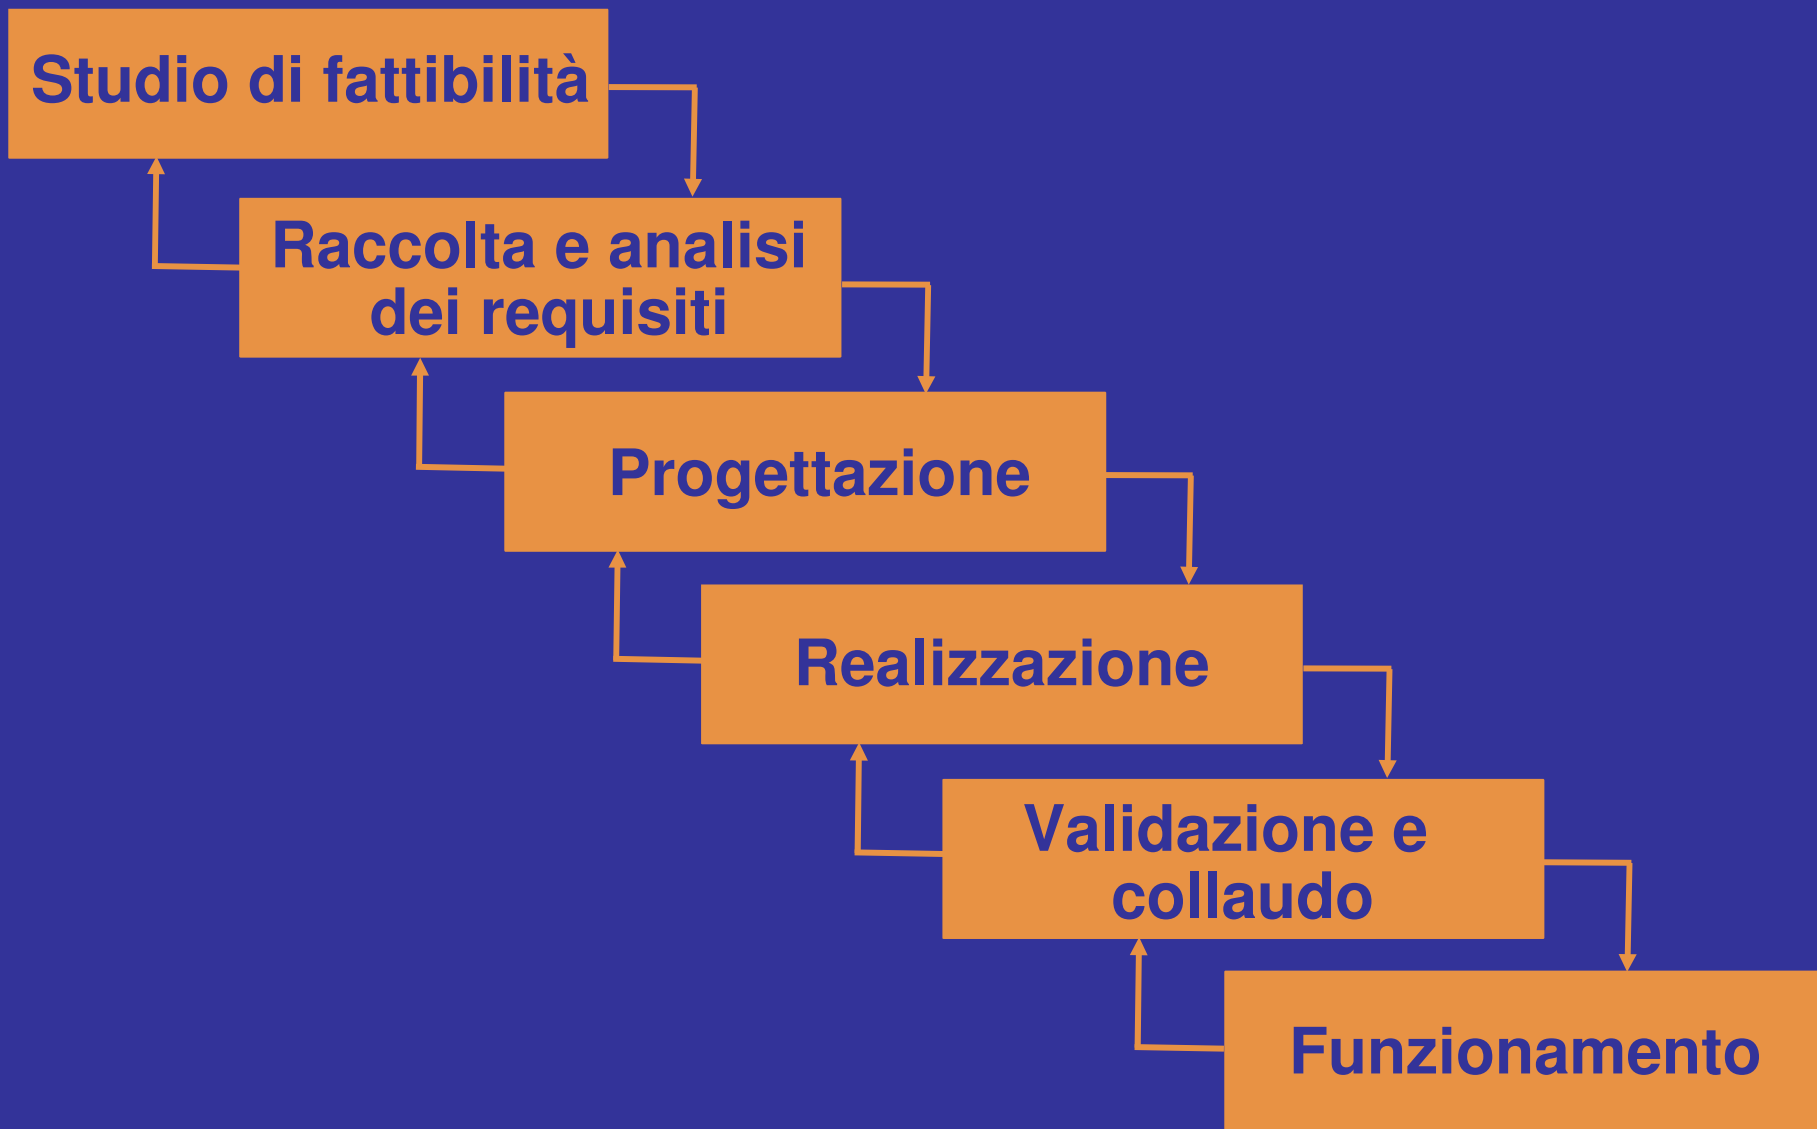 Studio di fattibilità
Raccolta e analisi
dei requisiti
Progettazione
Realizzazione
Validazione e
collaudo
Funzionamento